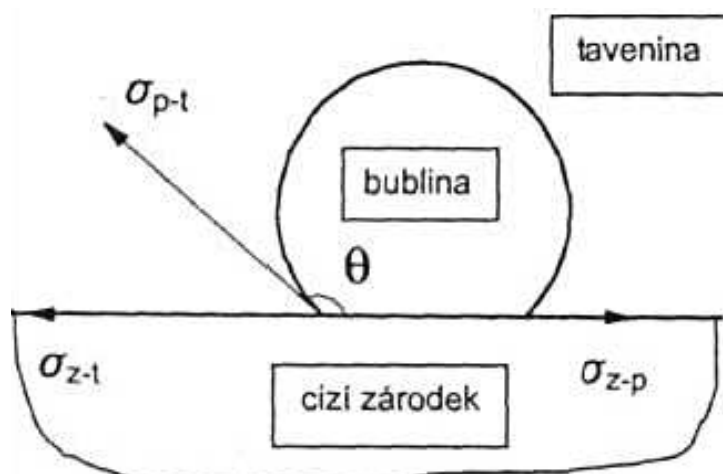 tavenina
σp-t
bublina
θ
σz-t
σz-p
cizí zárodek